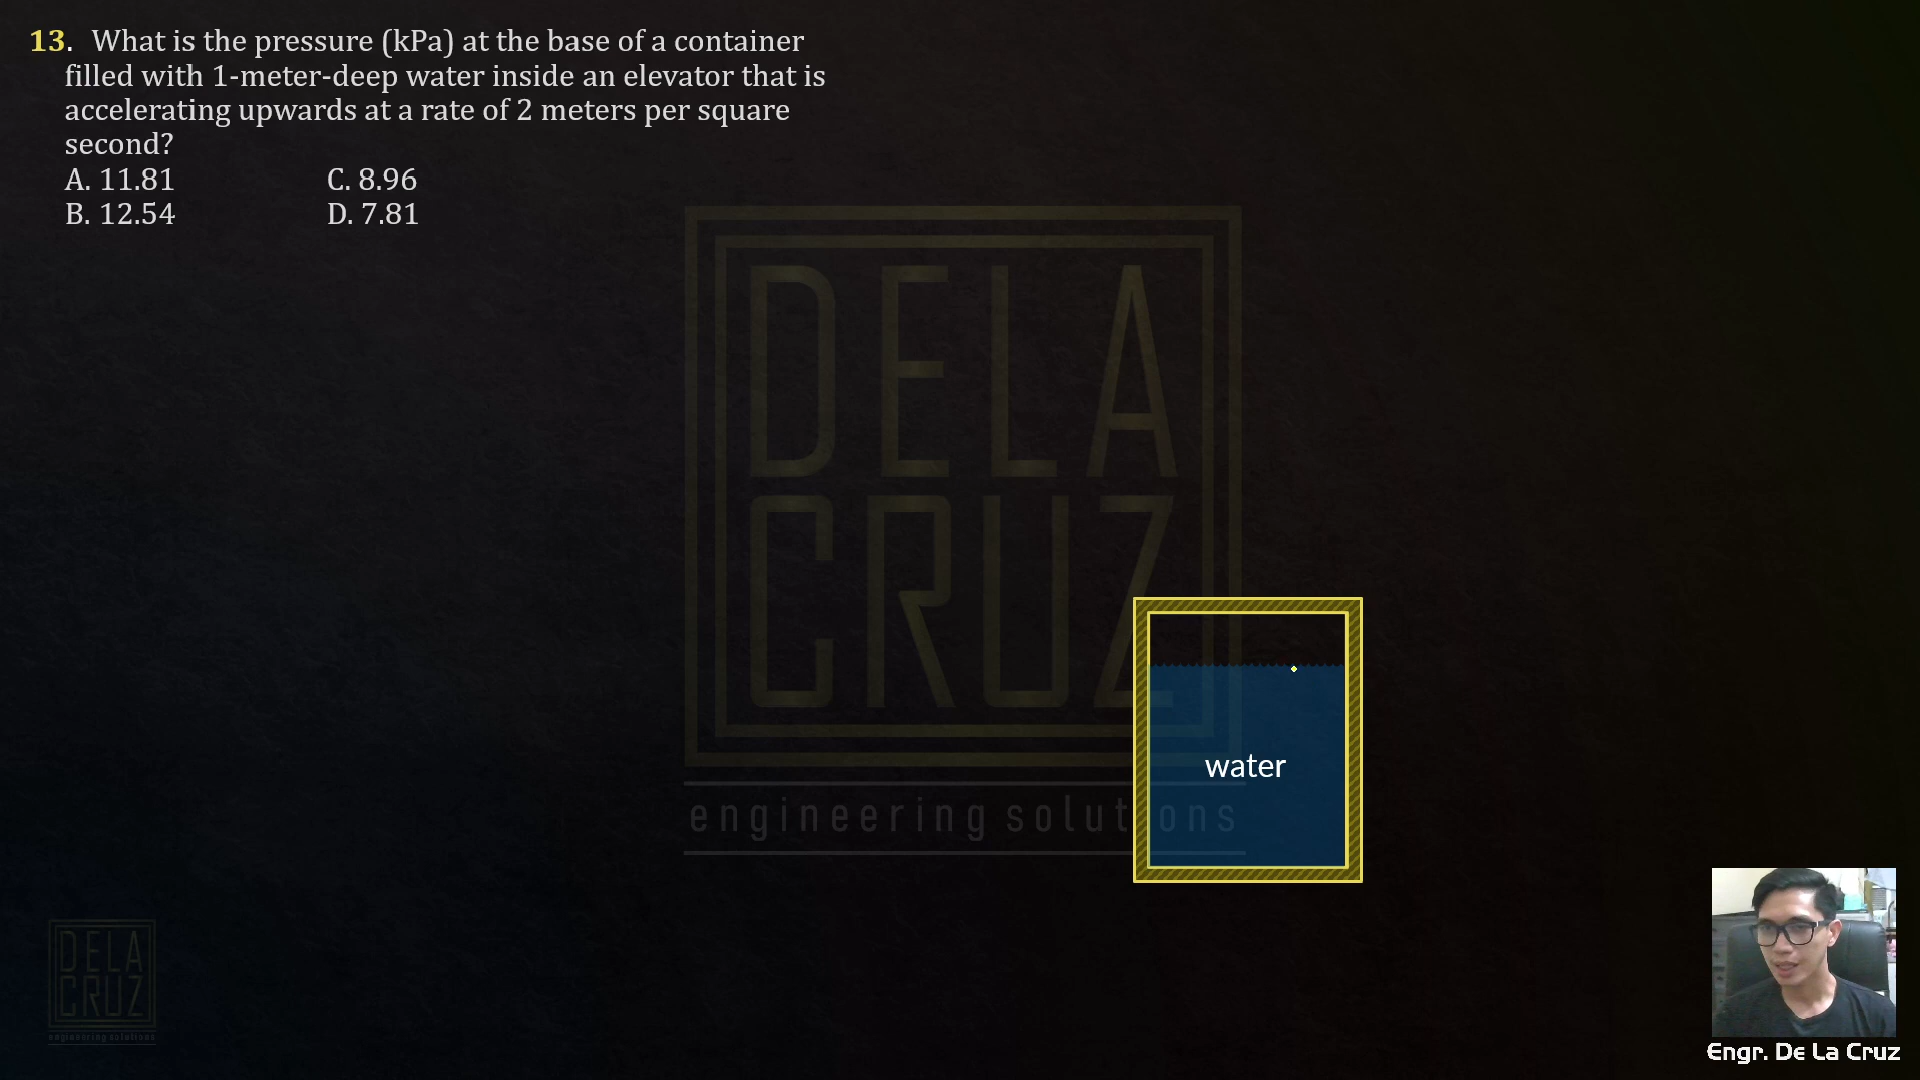 13. What is the pressure (kPa) at the base of a container
filled with 1-meter-deep water inside an elevator that is
accelerating upwards at a rate of 2 meters per square
second?
A. 11.81 C. 8.96
B. 12.54 D. 7.81
DELA
CRUZ
engineering solutions
water
DELA
CRUZ
engineering solutions
Engr. De La Cruz